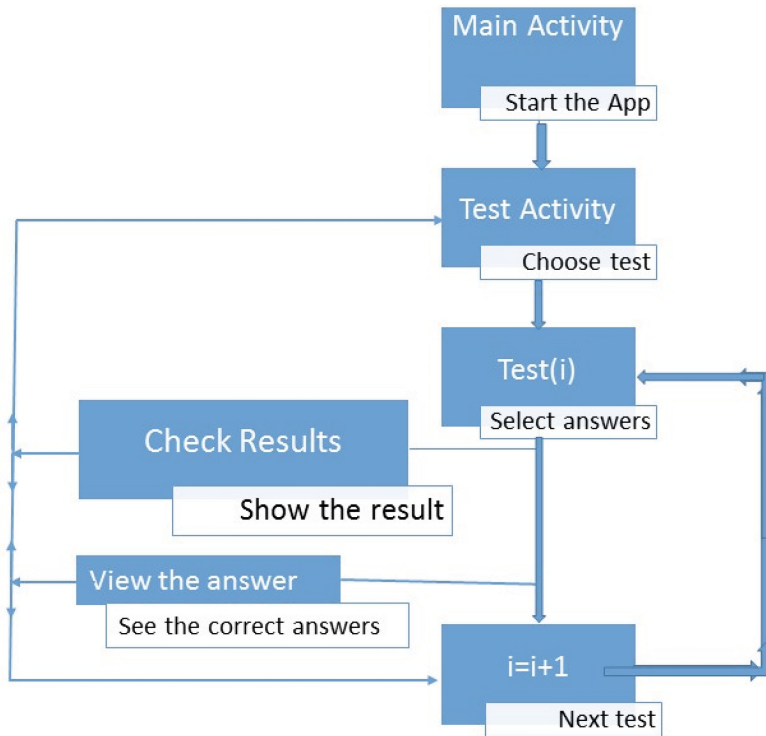 Main Activity
Start the App
Test Activity
Choose test
Test(i)
Select answers
Check Results
Show the result
View the answer
See the correct answers
i=i+1
Next test